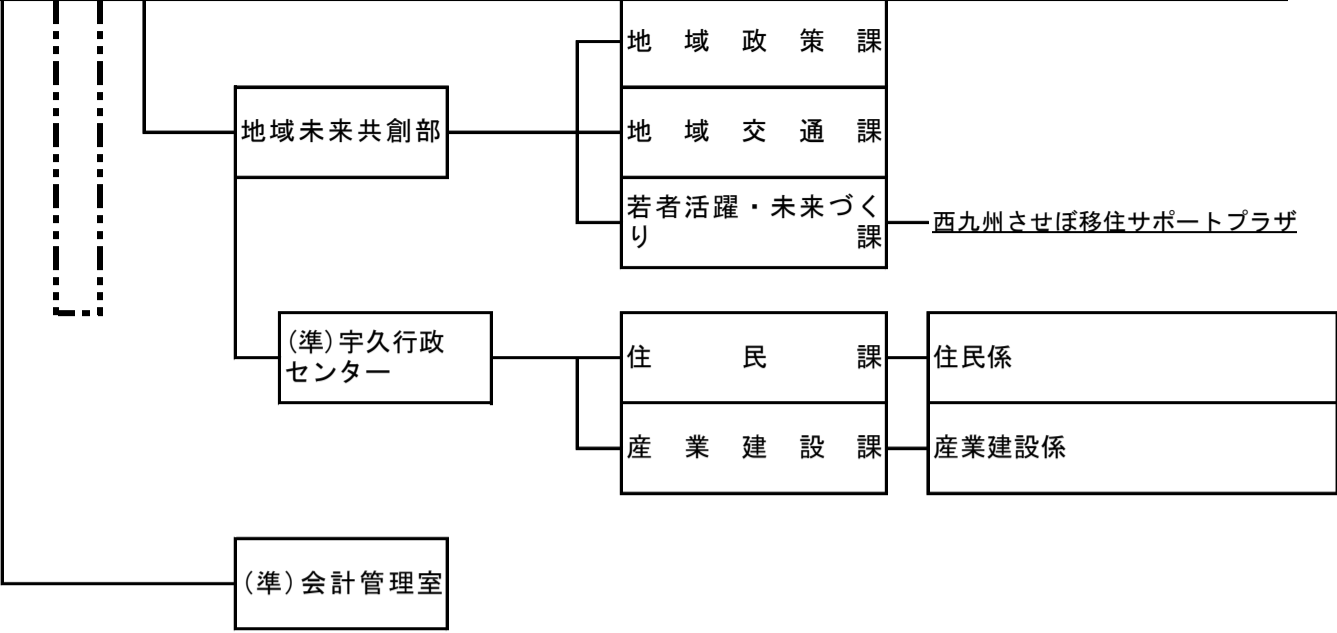 地域政策課
地域未来共創部
地域交通課
若者活躍・未来づく
り課
西九州させぼ移住サポートプラザ
(準)宇久行政
センター
住民課
住民係
産業建設課
産業建設係
(準)会計管理室